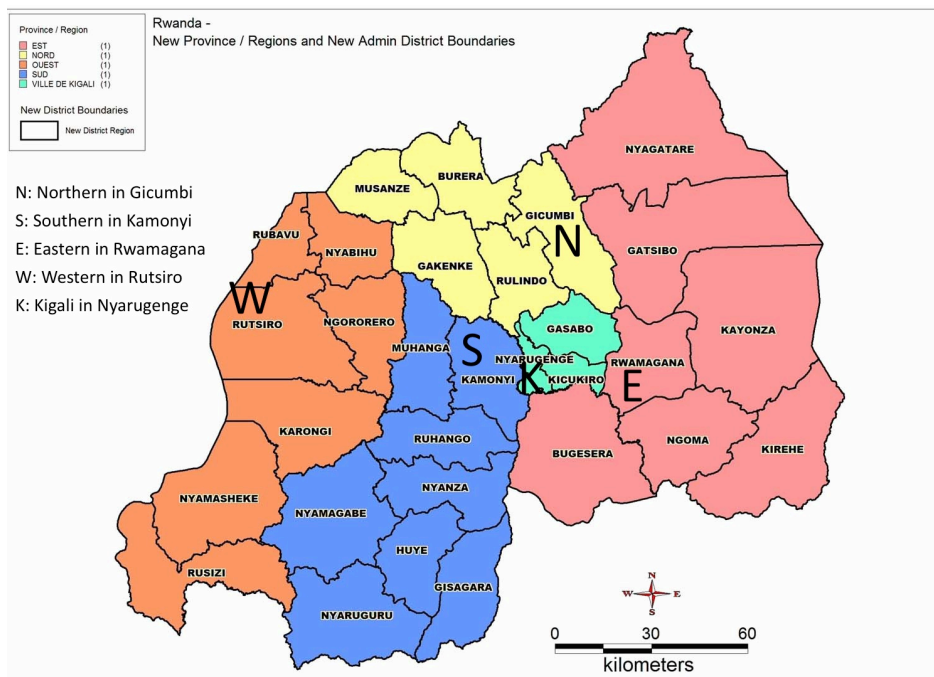 Rwanda -
New Province / Regions and New Admin District Boundaries
Province / Region
EST (1)
NORD (1)
OUEST (1)
SUD (1)
VILLE DE KIGALI (1)
New District Boundaries
New District Region
N: Northern in Gicumbi
S: Southern in Kamonyi
E: Eastern in Rwamagana
W: Western in Rutsiro
K: Kigali in Nyarugenge
NYAGATARE
BURERA
MUSANZE
GICUMBI
N
RUBAVU
NYABIHU
GATSIBO
GAKENKE
RULINDO
W
RUTSIRO
NGORORERO
GASABO
KAYONZA
MUHANGA
S
NYARUGENGE
RWAMAGANA
KAMONYI
K
KICUKIRO
E
KARONGI
RUHANGO
BUGESERA
NGOMA
KIREHE
NYAMASHEKE
NYANZA
NYAMAGABE
HUYE
RUSIZI
GISAGARA
NYARUGURU
N
W E
S
0 30 60
kilometers